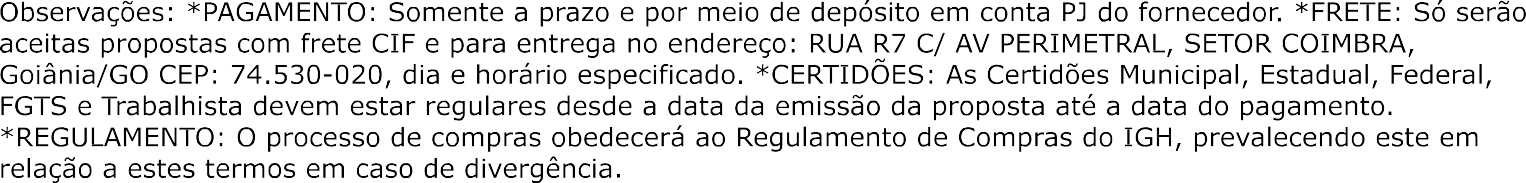 Observações: *PAGAMENTO: Somente a prazo e por meio de depósito em conta PJ do fornecedor. *FRETE: Só serão
aceitas propostas com frete CIF e para entrega no endereço: RUA R7 C/ AV PERIMETRAL, SETOR COIMBRA,
Goiânia/GO CEP: 74.530-020, dia e horário especificado. *CERTIDÕES: As Certidões Municipal, Estadual, Federal,
FGTS e Trabalhista devem estar regulares desde a data da emissão da proposta até a data do pagamento.
*REGULAMENTO: O processo de compras obedecerá ao Regulamento de Compras do IGH, prevalecendo este em
relação a estes termos em caso de divergência.